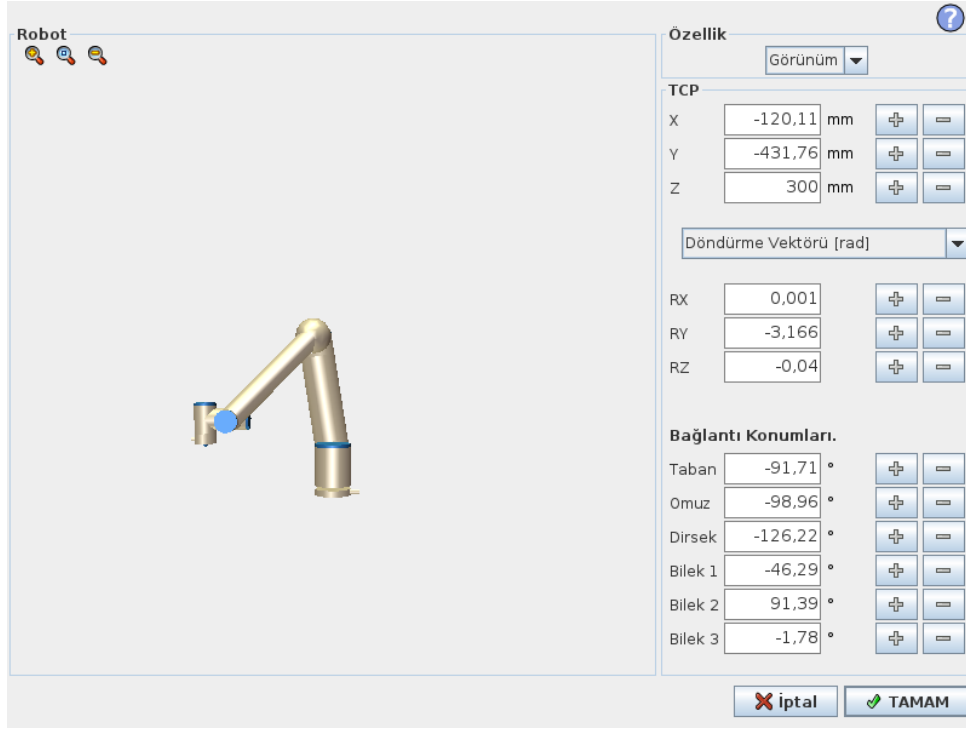 Robot
Özellik
Görünüm
TCP
X -120,11 mm
Y -431,76 mm
Z 300 mm
Döndürme Vektörü [rad]
RX 0,001
RY -3,166
RZ -0,04
Bağlantı Konumları.
Taban -91,71 °
Omuz -98,96 °
Dirsek -126,22 °
Bilek 1 -46,29 °
Bilek 2 91,39 °
Bilek 3 -1,78 °
İptal
TAMAM